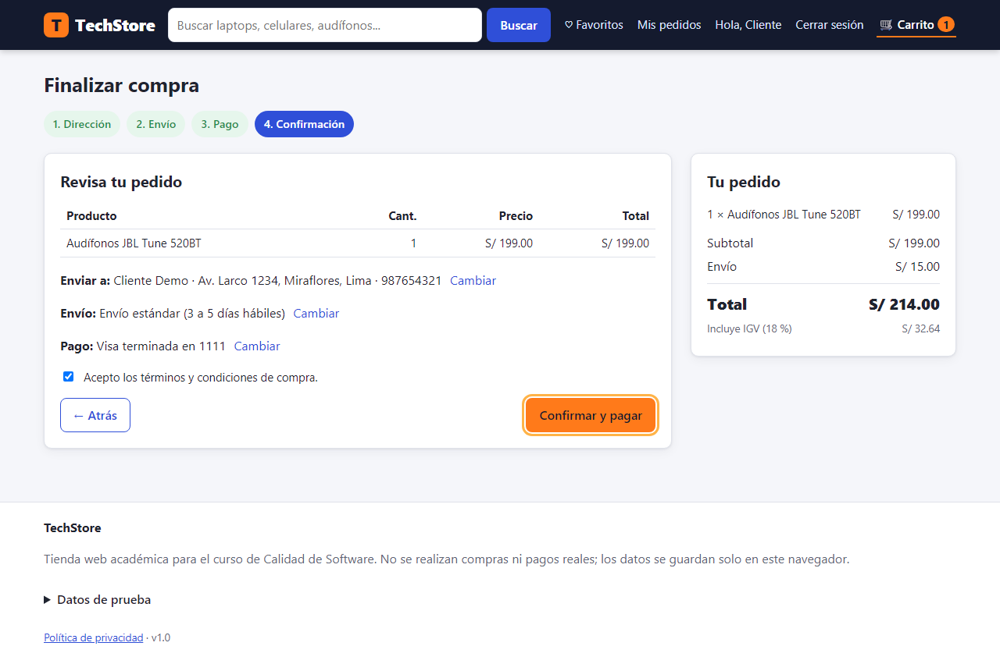 T TechStore
Buscar laptops, celulares, audífonos...
Buscar
♡ Favoritos
Mis pedidos
Hola, Cliente
Cerrar sesión
🛒 Carrito 1
Finalizar compra
1. Dirección
2. Envío
3. Pago
4. Confirmación
Revisa tu pedido
Producto Cant. Precio Total
Audífonos JBL Tune 520BT 1 S/ 199.00 S/ 199.00
Enviar a: Cliente Demo · Av. Larco 1234, Miraflores, Lima · 987654321 Cambiar
Envío: Envío estándar (3 a 5 días hábiles) Cambiar
Pago: Visa terminada en 1111 Cambiar
Acepto los términos y condiciones de compra.
← Atrás
Confirmar y pagar
Tu pedido
1 × Audífonos JBL Tune 520BT S/ 199.00
Subtotal S/ 199.00
Envío S/ 15.00
Total S/ 214.00
Incluye IGV (18 %) S/ 32.64
TechStore
Tienda web académica para el curso de Calidad de Software. No se realizan compras ni pagos reales; los datos se guardan solo en este navegador.
▶ Datos de prueba
Política de privacidad · v1.0